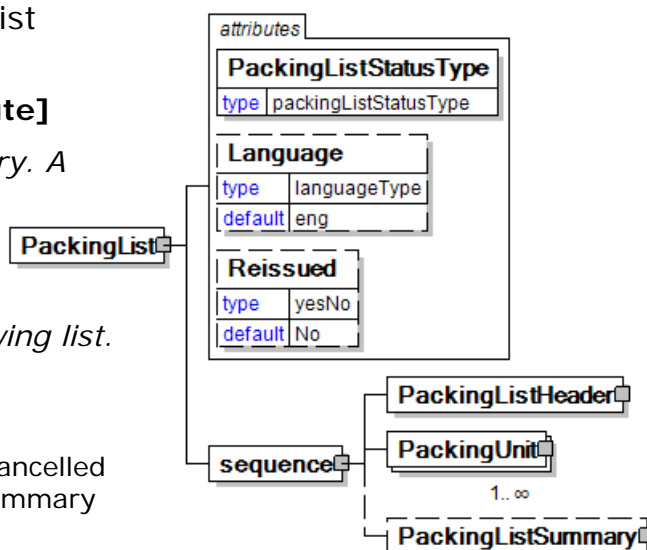 ist
attributes
PackingListStatusType
type packingListStatusType
te]
ry. A
Language
type languageType
default eng
PackingList
Reissued
type yesNo
default No
ving list.
PackingListHeader
ancelled
mmary
sequence
PackingUnit
1.. ∞
PackingListSummary